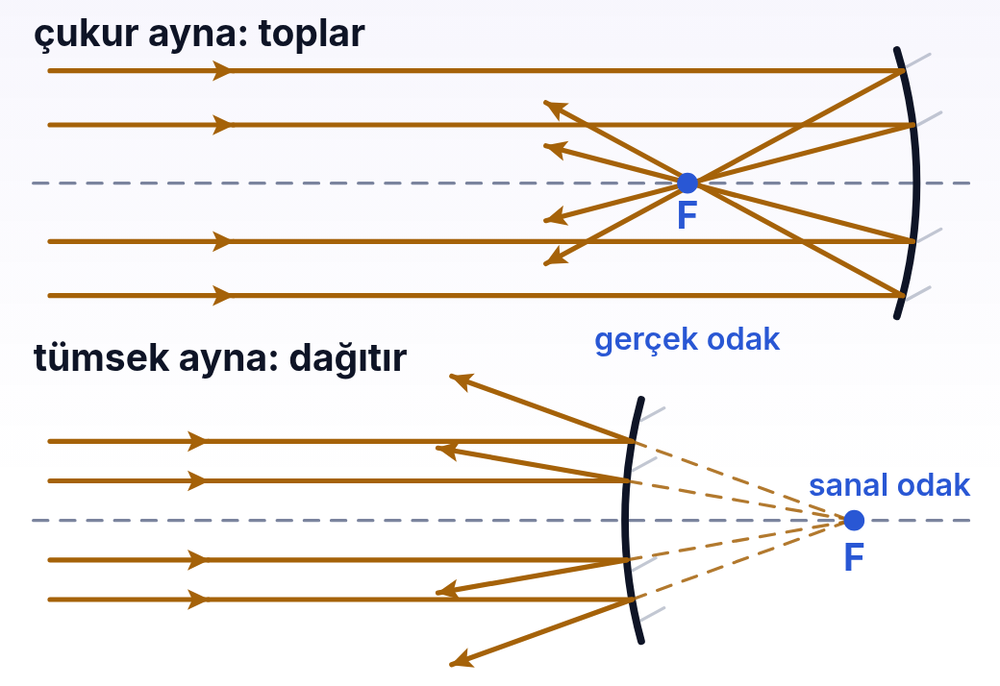 çukur ayna: toplar
F
gerçek odak
tümsek ayna: dağıtır
sanal odak
F